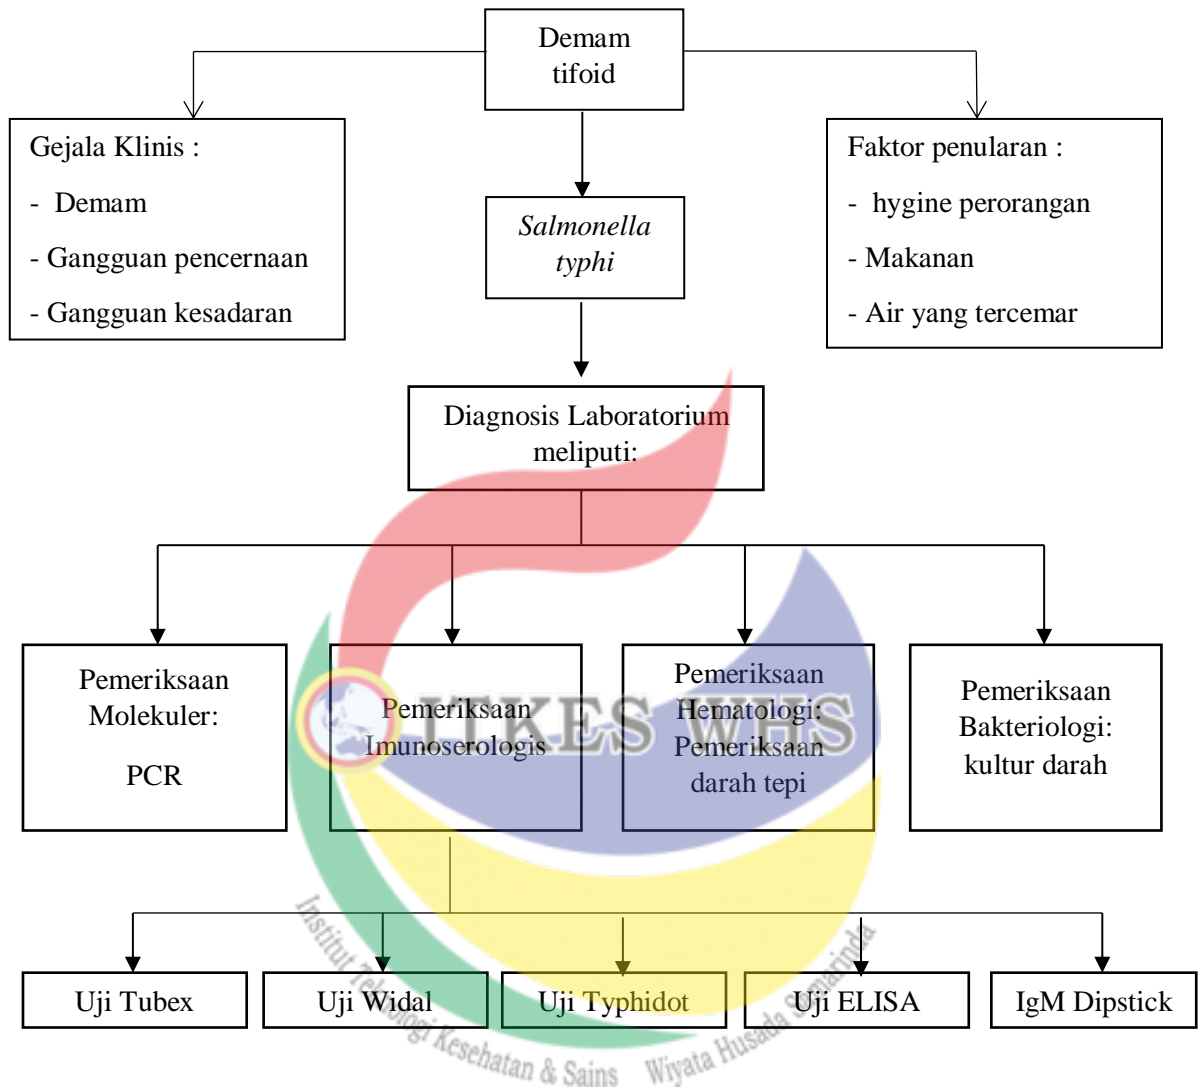 Demam
tifoid
Gejala Klinis :
- Demam
- Gangguan pencernaan
- Gangguan kesadaran
Salmonella
typhi
Faktor penularan :
- hygine perorangan
- Makanan
- Air yang tercemar
Diagnosis Laboratorium
meliputi:
Pemeriksaan
Molekuler:
PCR
Pemeriksaan
Imunoserologis
Pemeriksaan
Hematologi:
Pemeriksaan
darah tepi
Pemeriksaan
Bakteriologi:
kultur darah
ITKES WHS
Uji Tubex
Uji Widal
Uji Typhidot
Uji ELISA
IgM Dipstick
Institut Teknologi Kesehatan & Sains Wiyata Husada Samarinda